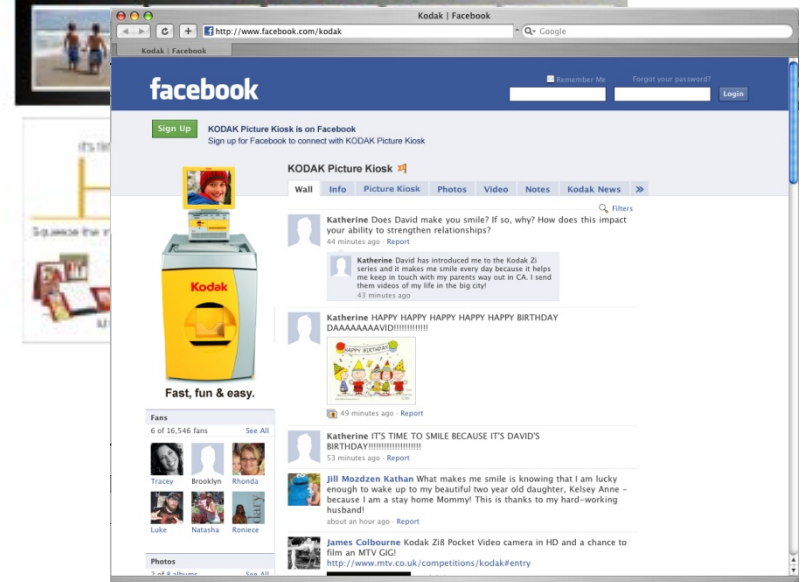 Kodak | Facebook
http://www.facebook.com/kodak
Google
Kodak | Facebook
facebook
Remember Me
Forgot your password?
Login
Sign Up
KODAK Picture Kiosk is on Facebook
Sign up for Facebook to connect with KODAK Picture Kiosk
KODAK Picture Kiosk
Wall Info Picture Kiosk Photos Video Notes Kodak News »
Filters
Katherine Does David make you smile? If so, why? How does this impact
your ability to strengthen relationships?
44 minutes ago · Report
Katherine David has introduced me to the Kodak Zi
series and it makes me smile every day because it helps
me keep in touch with my parents way out in CA. I send
them videos of my life in the big city!
43 minutes ago
Katherine HAPPY HAPPY HAPPY HAPPY HAPPY BIRTHDAY
DAAAAAAAVID!!!!!!!!!!!!!
HAPPY BIRTHDAY!
49 minutes ago · Report
Katherine IT'S TIME TO SMILE BECAUSE IT'S DAVID'S
BIRTHDAY!!!!!!!!!!!!!!!!!!!!
53 minutes ago · Report
Jill Mozdzen Kathan What makes me smile is knowing that I am lucky
enough to wake up to my beautiful two year old daughter, Kelsey Anne –
because I am a stay home Mommy! This is thanks to my hard-working
husband!
about an hour ago · Report
James Colbourne Kodak Zi8 Pocket Video camera in HD and a chance to
film an MTV GIG!
http://www.mtv.co.uk/competitions/kodak#entry
Kodak
Fast, fun & easy.
Fans
6 of 16,546 fans See All
Tracey Brooklyn Rhonda
Luke Natasha Roniece
Photos
2 of 8 albums See All
Squeeze the